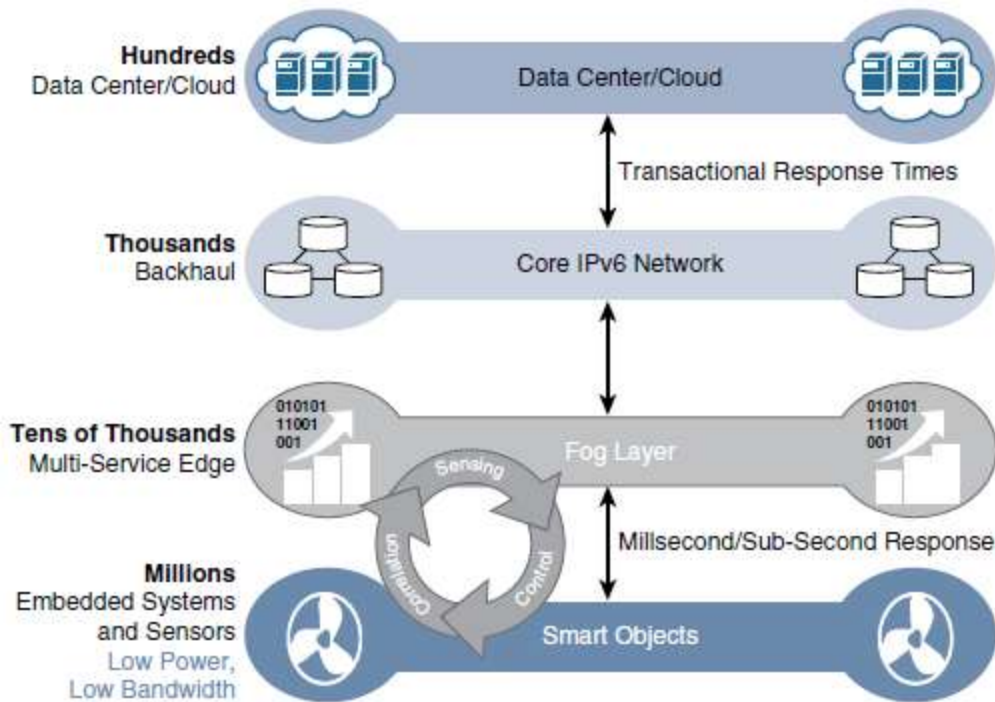 Hundreds
Data Center/Cloud
Data Center/Cloud
Transactional Response Times
Thousands
Backhaul
Core IPv6 Network
010101
11001
001
010101
11001
001
Tens of Thousands
Multi-Service Edge
Fog Layer
Sensing
Control
Correlation
Millsecond/Sub-Second Response
Millions
Embedded Systems
and Sensors
Low Power,
Low Bandwidth
Smart Objects